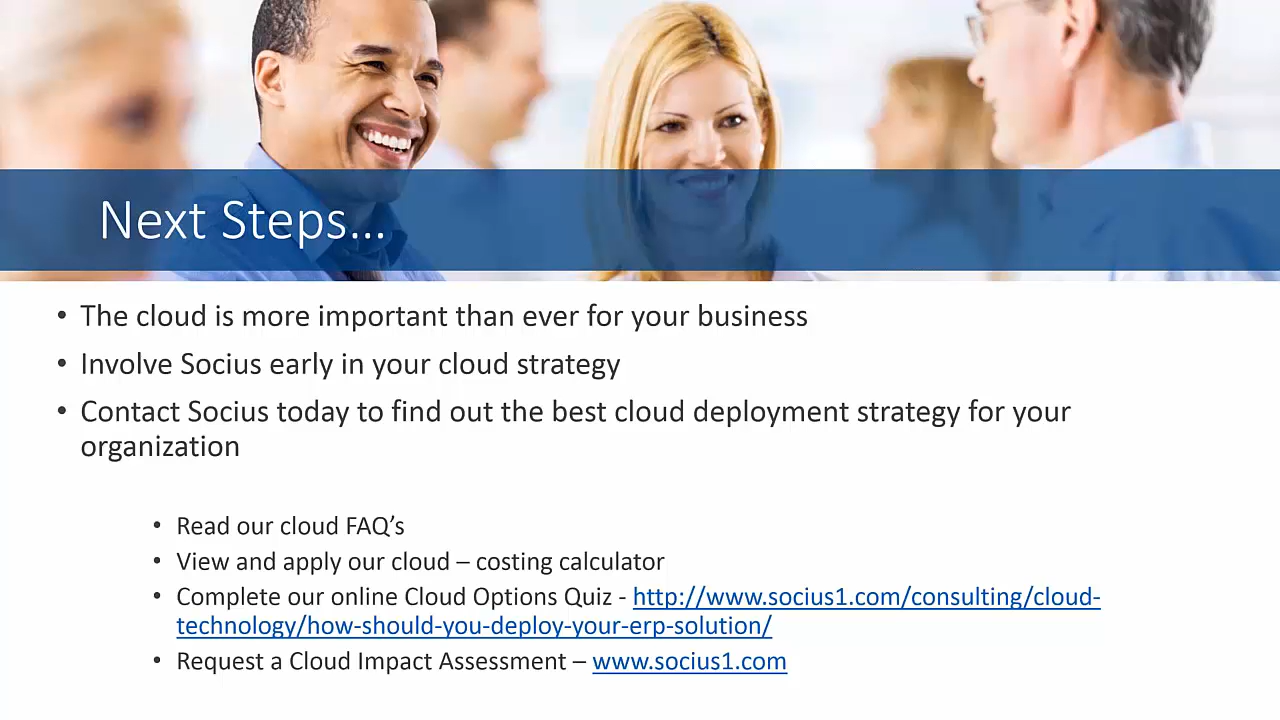 Next Steps...
• The cloud is more important than ever for your business
• Involve Socius early in your cloud strategy
• Contact Socius today to find out the best cloud deployment strategy for your
organization
• Read our cloud FAQ’s
• View and apply our cloud – costing calculator
• Complete our online Cloud Options Quiz - http://www.socius1.com/consulting/cloud-
technology/how-should-you-deploy-your-erp-solution/
• Request a Cloud Impact Assessment – www.socius1.com